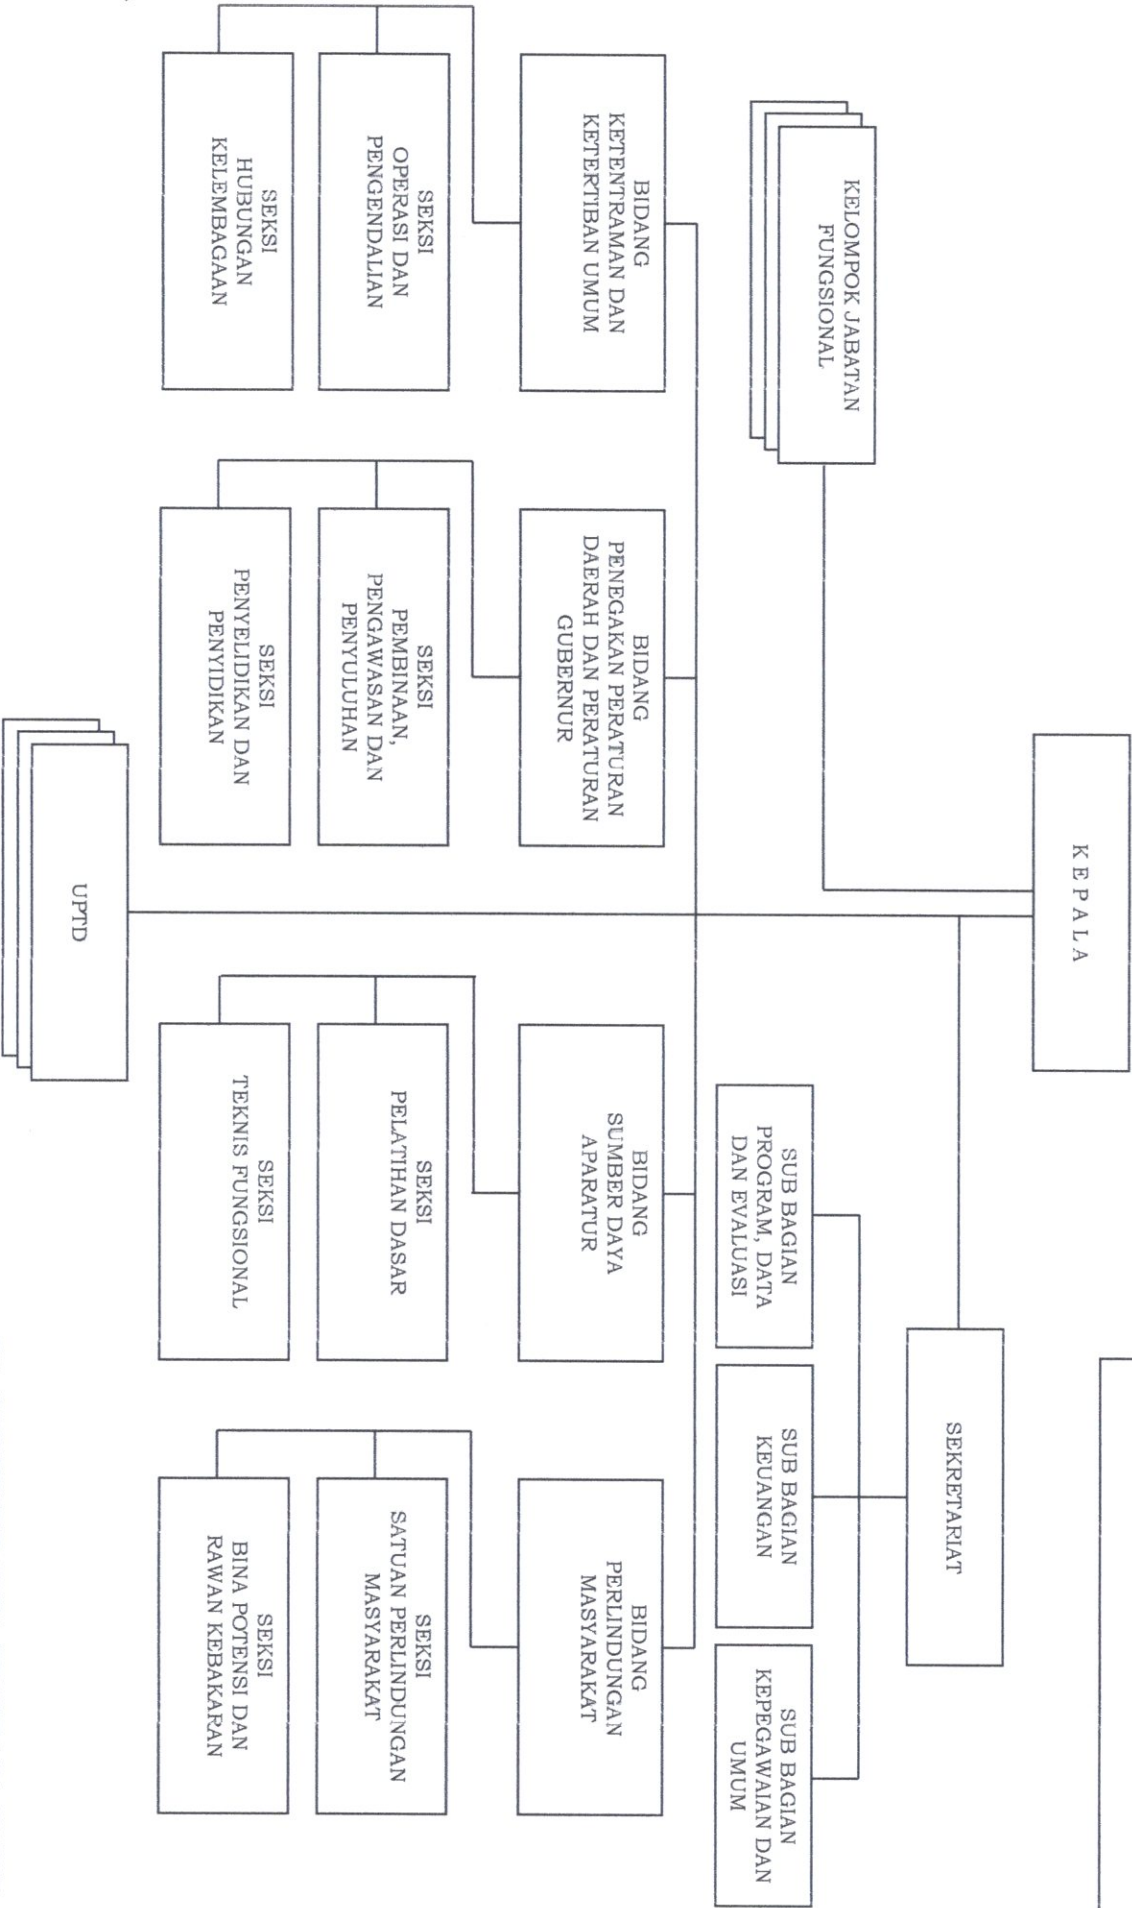 K E P A L A
KELOMPOK JABATAN
FUNGSIONAL
SEKRETARIAT
SUB BAGIAN
PROGRAM, DATA
DAN EVALUASI
SUB BAGIAN
KEUANGAN
SUB BAGIAN
KEPEGAWAIAN DAN
UMUM
BIDANG
KETENTRAMAN DAN
KETERTIBAN UMUM
BIDANG
PENEGAKAN PERATURAN
DAERAH DAN PERATURAN
GUBERNUR
BIDANG
SUMBER DAYA
APARATUR
BIDANG
PERLINDUNGAN
MASYARAKAT
SEKSI
OPERASI DAN
PENGENDALIAN
SEKSI
PEMBINAAN,
PENGAWASAN DAN
PENYULUHAN
SEKSI
PELATIHAN DASAR
SEKSI
SATUAN PERLINDUNGAN
MASYARAKAT
SEKSI
HUBUNGAN
KELEMBAGAAN
SEKSI
PENYELIDIKAN DAN
PENYIDIKAN
SEKSI
TEKNIS FUNGSIONAL
SEKSI
BINA POTENSI DAN
RAWAN KEBAKARAN
UPTD